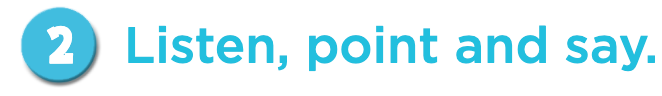 2 Listen, point and say.